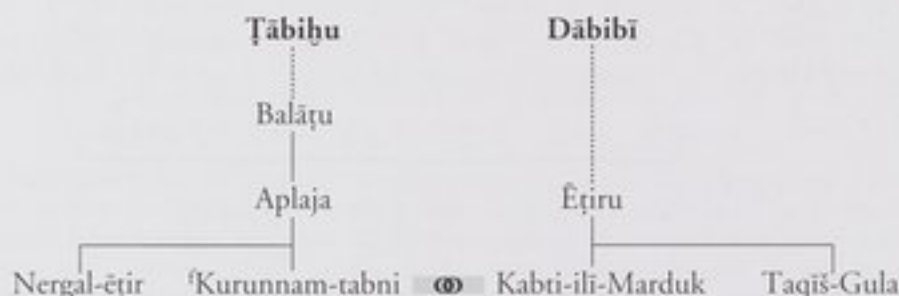 Ṭābiḫu Dābibī
Balāṭu
Aplaja Ēṭiru
Nergal-ēṭir ᶠKurunnam-tabni ⚭ Kabti-ilī-Marduk Taqīš-Gula